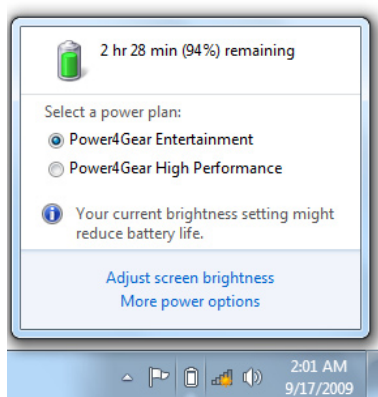 2 hr 28 min (94%) remaining
Select a power plan:
Power4Gear Entertainment
Power4Gear High Performance
Your current brightness setting might
reduce battery life.
Adjust screen brightness
More power options
2:01 AM
9/17/2009